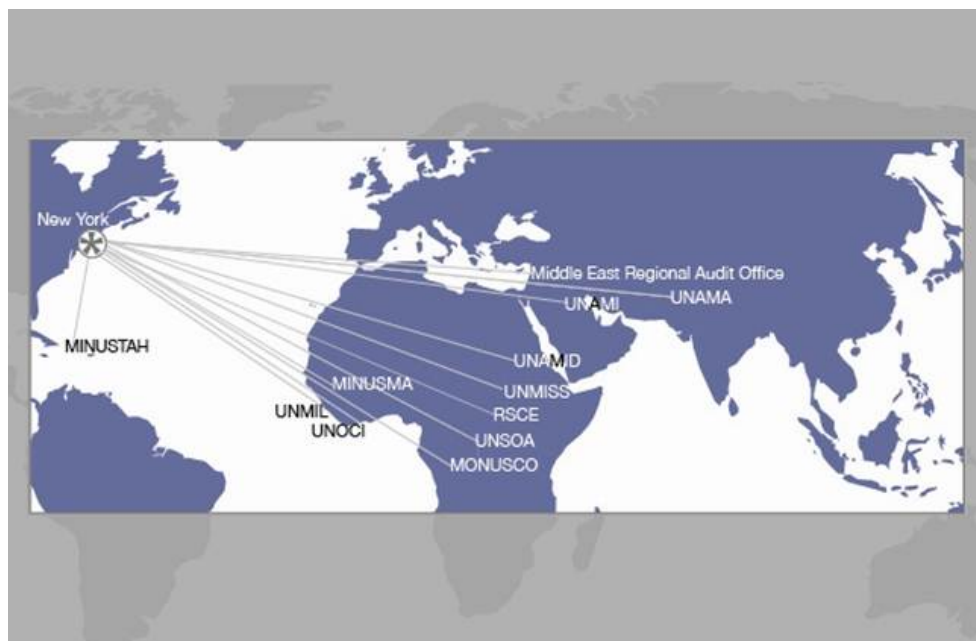 New York
Middle East Regional Audit Office
UNAMI
UNAMA
MINUSTAH
UNAMID
MINUSMA
UNMISS
UNMIL
RSCE
UNOCI
UNSOA
MONUSCO